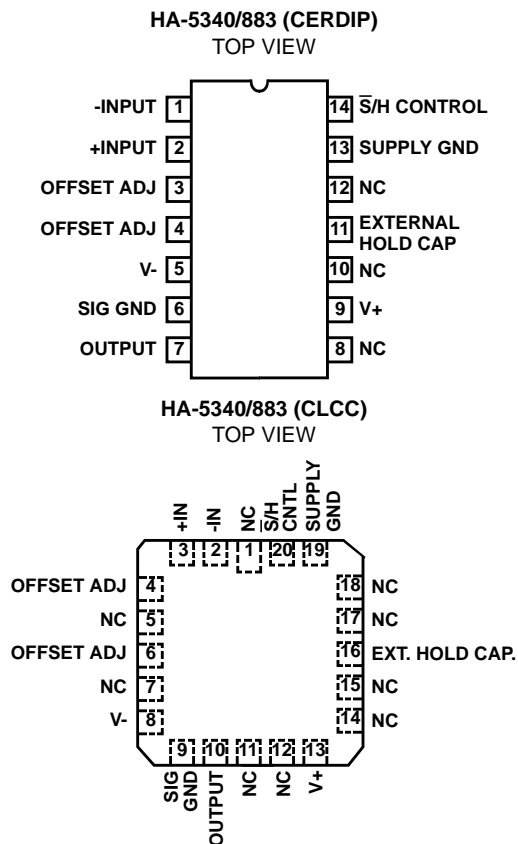 HA-5340/883 (CERDIP)
TOP VIEW
-INPUT 1
+INPUT 2
OFFSET ADJ 3
OFFSET ADJ 4
V- 5
SIG GND 6
OUTPUT 7
14 S̅/H CONTROL
13 SUPPLY GND
12 NC
11 EXTERNAL
HOLD CAP
10 NC
9 V+
8 NC
HA-5340/883 (CLCC)
TOP VIEW
+IN
-IN
NC
S̅/H
CNTL
SUPPLY
GND
3 2 1 20 19
OFFSET ADJ 4
NC 5
OFFSET ADJ 6
NC 7
V- 8
18 NC
17 NC
16 EXT. HOLD CAP.
15 NC
14 NC
9 10 11 12 13
SIG
GND
OUTPUT
NC
NC
V+